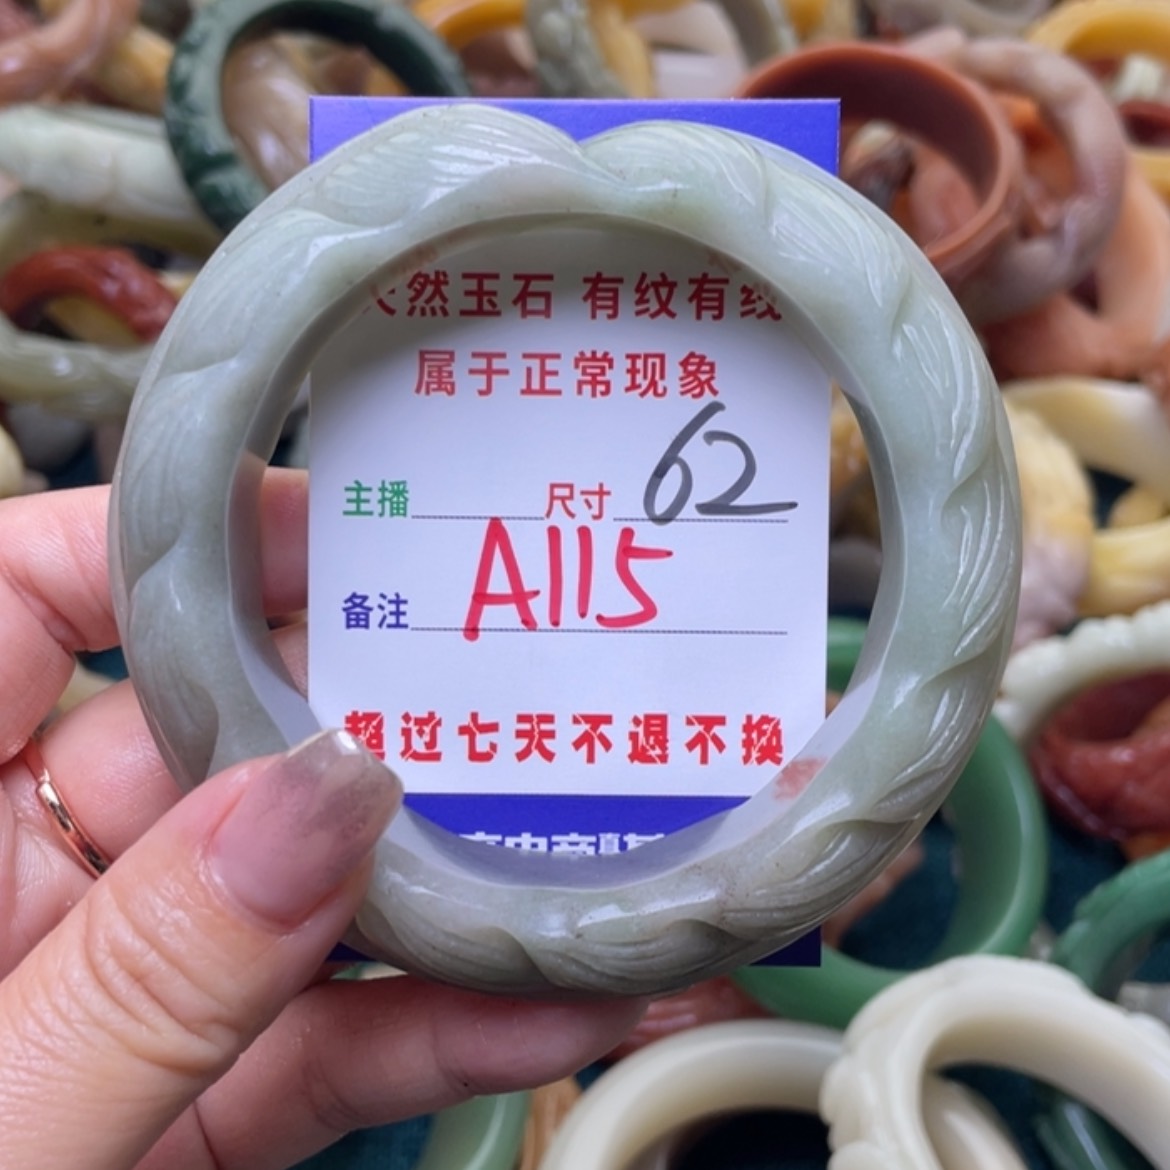 天然玉石 有纹有线
属于正常现象
主播 尺寸 62
备注 A115
超过七天不退不换